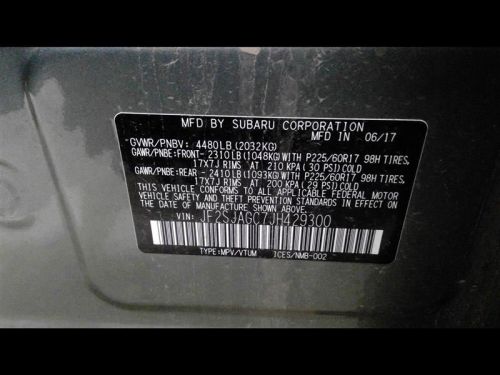 MFD BY SUBARU CORPORATION
GVWR/PNBV: 4480LB(2032KG) MFD IN 06/17
GAWR/PNBE:FRONT- 2310LB(1048KG)WITH P225/60R17 98H TIRES,
17X7J RIMS AT 210 KPA(30 PSI)COLD
GAWR/PNBE:REAR - 2410LB(1093KG)WITH P225/60R17 98H TIRES,
17X7J RIMS AT 200 KPA(29 PSI)COLD
THIS VEHICLE CONFORMS TO ALL APPLICABLE FEDERAL MOTOR
VEHICLE SAFETY AND THEFT PREVENTION STANDARDS IN
EFFECT ON THE DATE OF MANUFACTURE SHOWN ABOVE.
VIN: JF2SJAGC7JH429300
TYPE:MPV/VTUM ICES/NMB-002